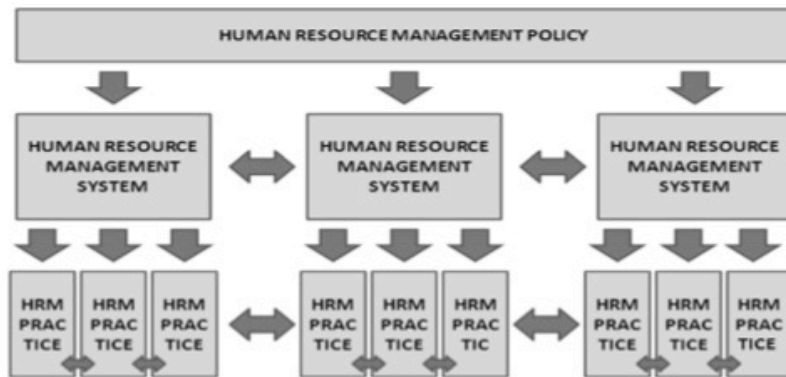 HUMAN RESOURCE MANAGEMENT POLICY
HUMAN RESOURCE
MANAGEMENT
SYSTEM
HUMAN RESOURCE
MANAGEMENT
SYSTEM
HUMAN RESOURCE
MANAGEMENT
SYSTEM
HRM
PRAC
TICE
HRM
PRAC
TICE
HRM
PRAC
TICE
HRM
PRAC
TICE
HRM
PRAC
TICE
HRM
PRAC
TIC
HRM
PRAC
TICE
HRM
PRAC
TICE
HRM
PRAC
TICE